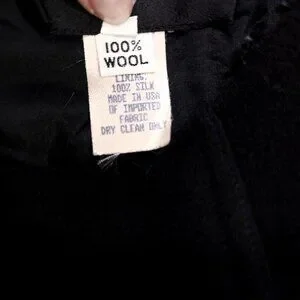 100%
WOOL
LINING:
100% SILK
MADE IN USA
OF IMPORTED
FABRIC
DRY CLEAN ONLY